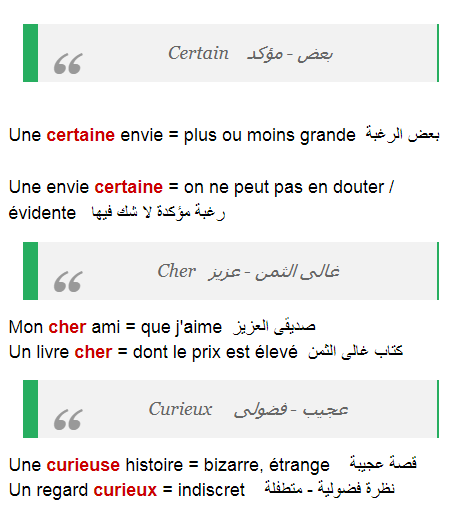 Certain بعض - مؤكد
Une certaine envie = plus ou moins grande بعض الرغبة
Une envie certaine = on ne peut pas en douter /
évidente رغبة مؤكدة لا شك فيها
Cher غالى الثمن - عزيز
Mon cher ami = que j'aime صديقى العزيز
Un livre cher = dont le prix est élevé كتاب غالى الثمن
Curieux عجيب - فضولى
Une curieuse histoire = bizarre, étrange قصة عجيبة
Un regard curieux = indiscret نظرة فضولية - متطفلة